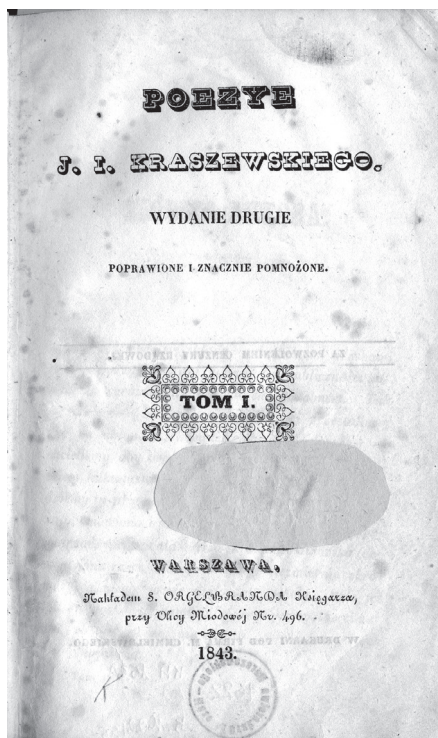 POEZYE
J. I. KRASZEWSKIEGO.
WYDANIE DRUGIE
POPRAWIONE I ZNACZNIE POMNOŻONE.
TOM I.
WARSZAWA,
Nakładem S. ORGELBRANDA Księgarza,
przy Ulicy Miodowéj Nr. 496.
1843.